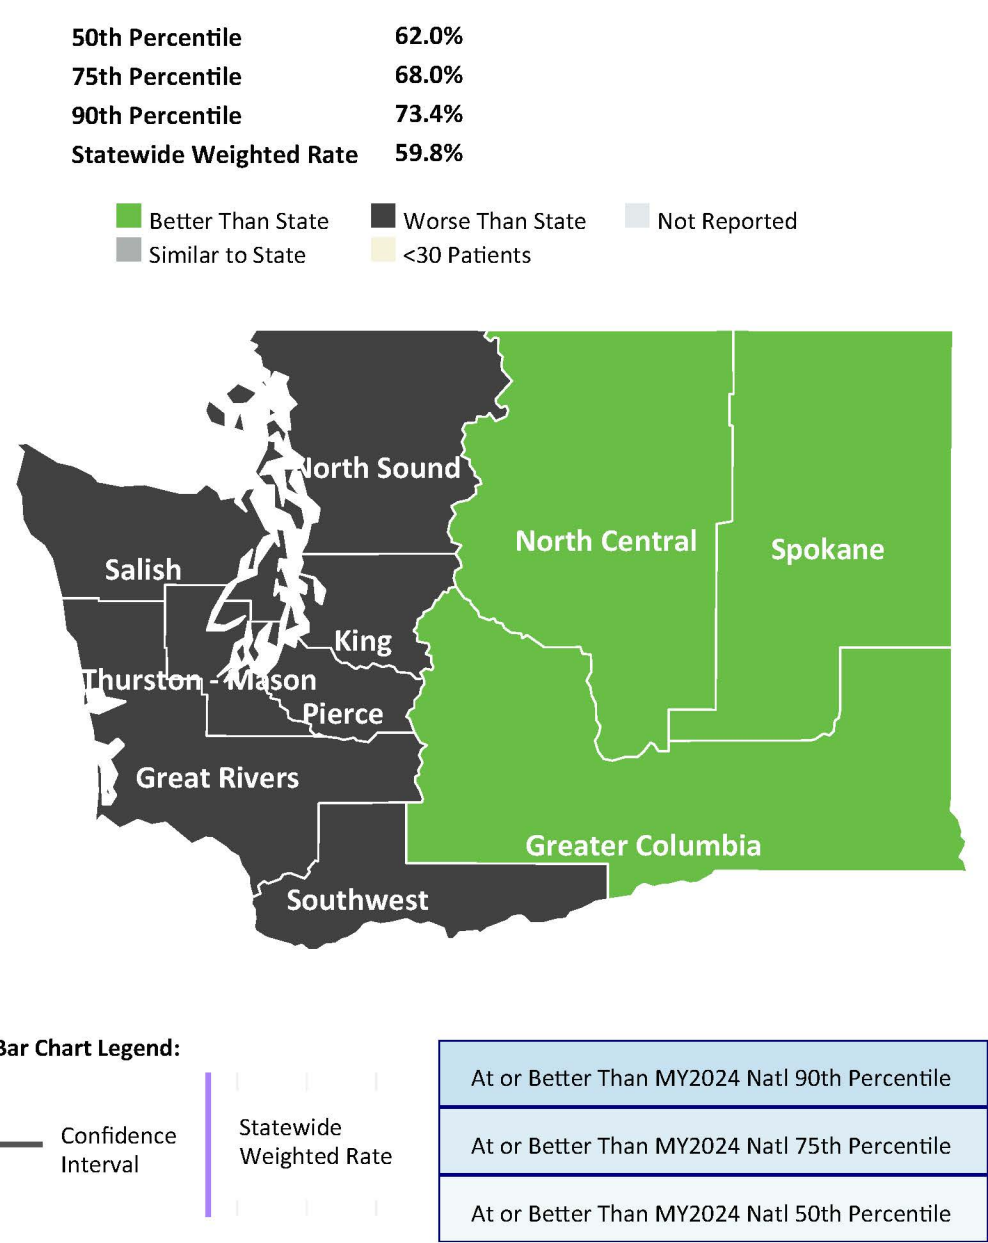 50th Percentile 62.0%
75th Percentile 68.0%
90th Percentile 73.4%
Statewide Weighted Rate 59.8%
Better Than State Worse Than State Not Reported
Similar to State <30 Patients
North Sound
North Central
Spokane
Salish
King
Thurston - Mason
Pierce
Great Rivers
Greater Columbia
Southwest
Bar Chart Legend:
Confidence
Interval
Statewide
Weighted Rate
At or Better Than MY2024 Natl 90th Percentile
At or Better Than MY2024 Natl 75th Percentile
At or Better Than MY2024 Natl 50th Percentile